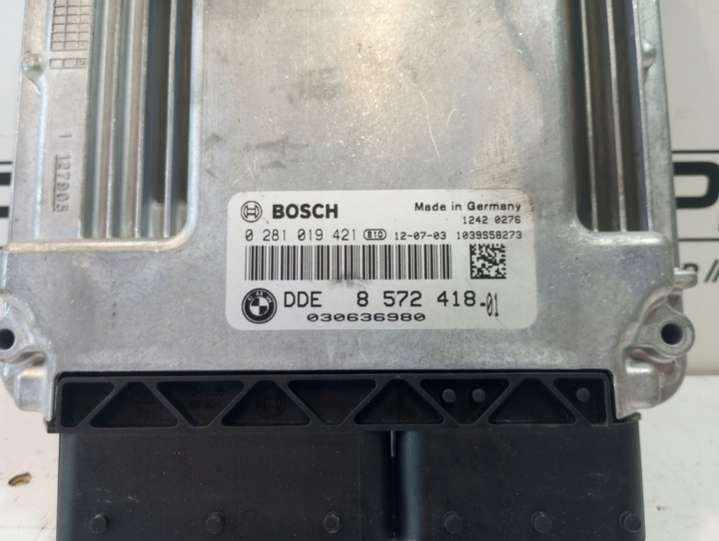 BOSCH
Made in Germany
1242 0276
0 281 019 421 810 12-07-03 1039S58273
DDE 8 572 418-01
030636980